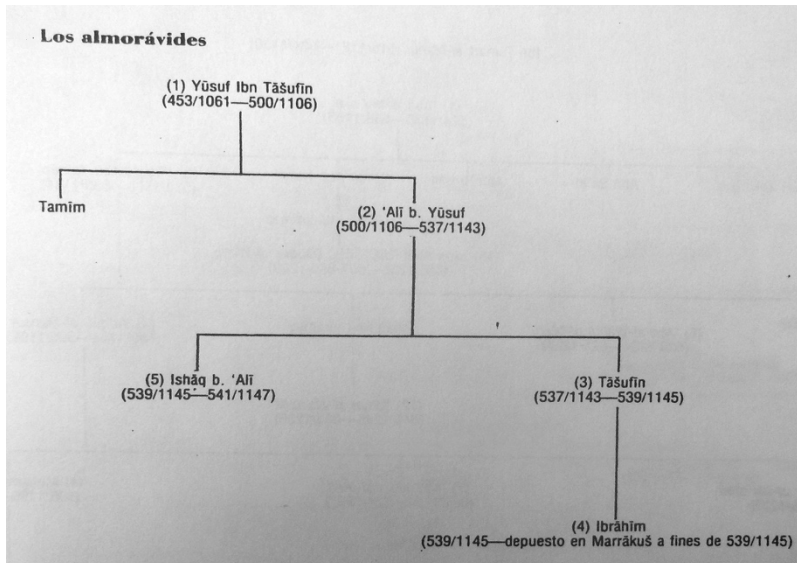 Los almorávides
(1) Yūsuf Ibn Tāšufīn
(453/1061—500/1106)
Tamīm
(2) ‘Alī b. Yūsuf
(500/1106—537/1143)
(5) Ishāq b. ‘Alī
(539/1145—541/1147)
(3) Tāšufīn
(537/1143—539/1145)
(4) Ibrāhīm
(539/1145—depuesto en Marrākuš a fines de 539/1145)